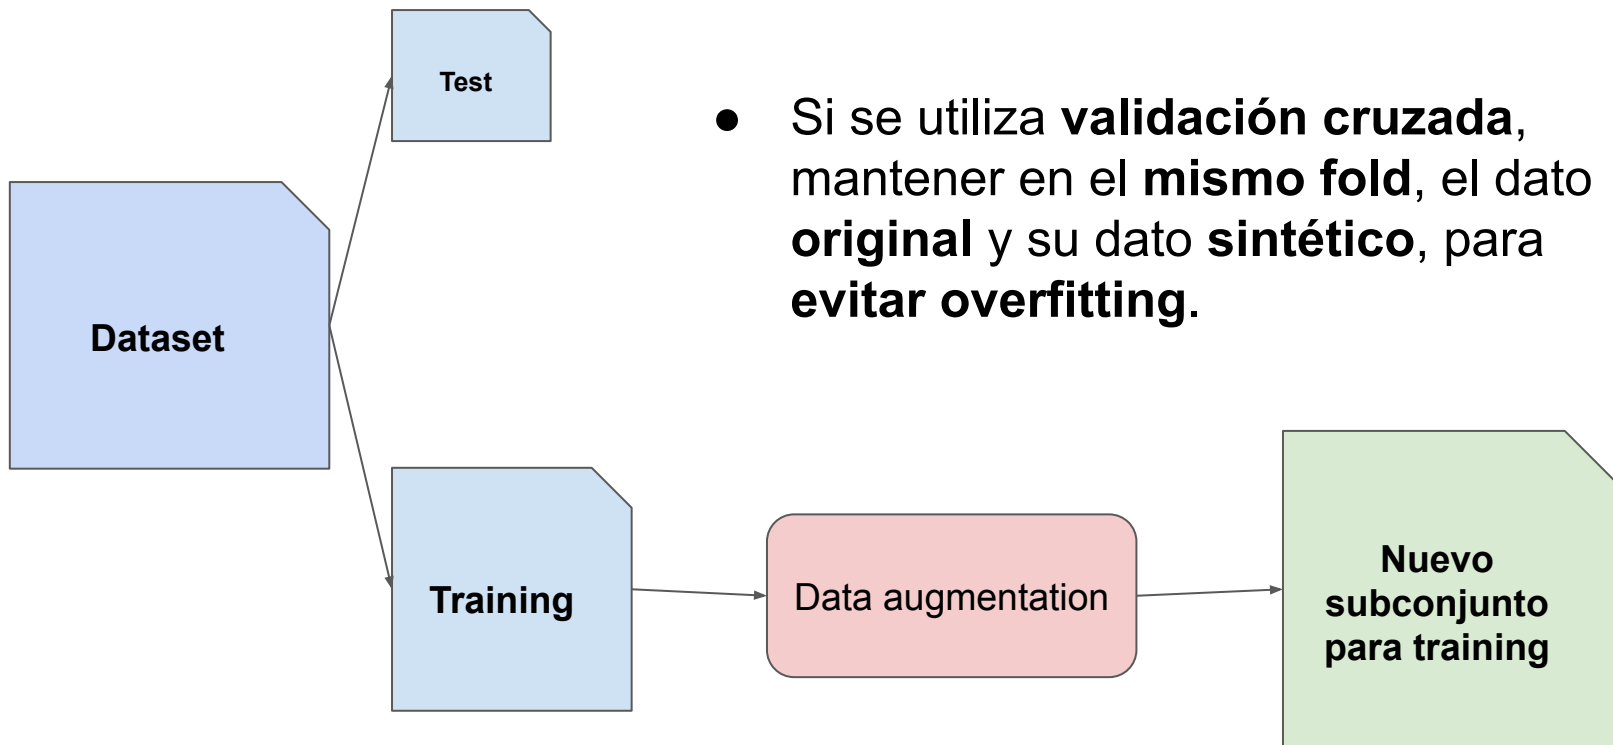 Test
● Si se utiliza validación cruzada,
mantener en el mismo fold, el dato
original y su dato sintético, para
evitar overfitting.
Dataset
Training
Data augmentation
Nuevo
subconjunto
para training